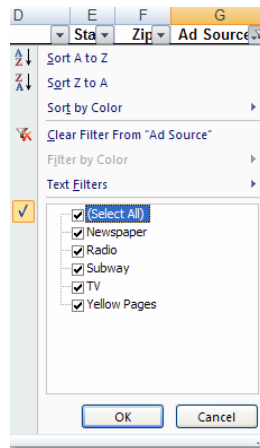 D E F G
Sta Zip Ad Source
Sort A to Z
Sort Z to A
Sort by Color
Clear Filter From "Ad Source"
Filter by Color
Text Filters
(Select All)
Newspaper
Radio
Subway
TV
Yellow Pages
OK Cancel